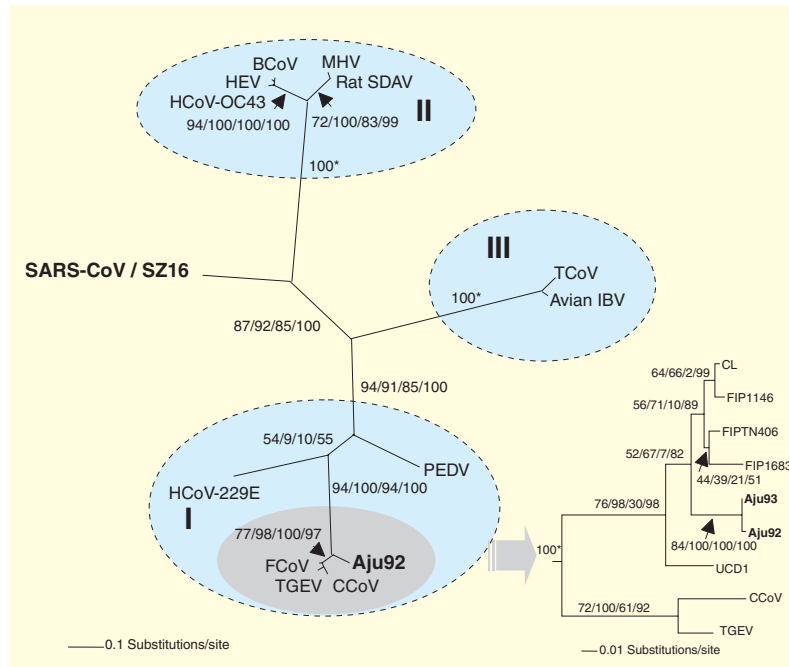 BCoV
MHV
HEV
Rat SDAV
HCoV-OC43
II
94/100/100/100
72/100/83/99
100*
III
SARS-CoV / SZ16
TCoV
100*
Avian IBV
87/92/85/100
94/91/85/100
54/9/10/55
PEDV
HCoV-229E
94/100/94/100
I
77/98/100/97
FCoV
Aju92
TGEV
CCoV
0.1 Substitutions/site
CL
64/66/2/99
FIP1146
56/71/10/89
FIPTN406
52/67/7/82
FIP1683
44/39/21/51
76/98/30/98
Aju93
Aju92
84/100/100/100
100*
UCD1
CCoV
72/100/61/92
TGEV
0.01 Substitutions/site